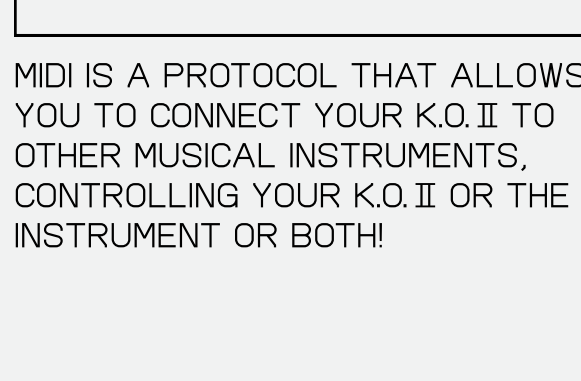 MIDI IS A PROTOCOL THAT ALLOWS
YOU TO CONNECT YOUR K.O. II TO
OTHER MUSICAL INSTRUMENTS,
CONTROLLING YOUR K.O. II OR THE
INSTRUMENT OR BOTH!